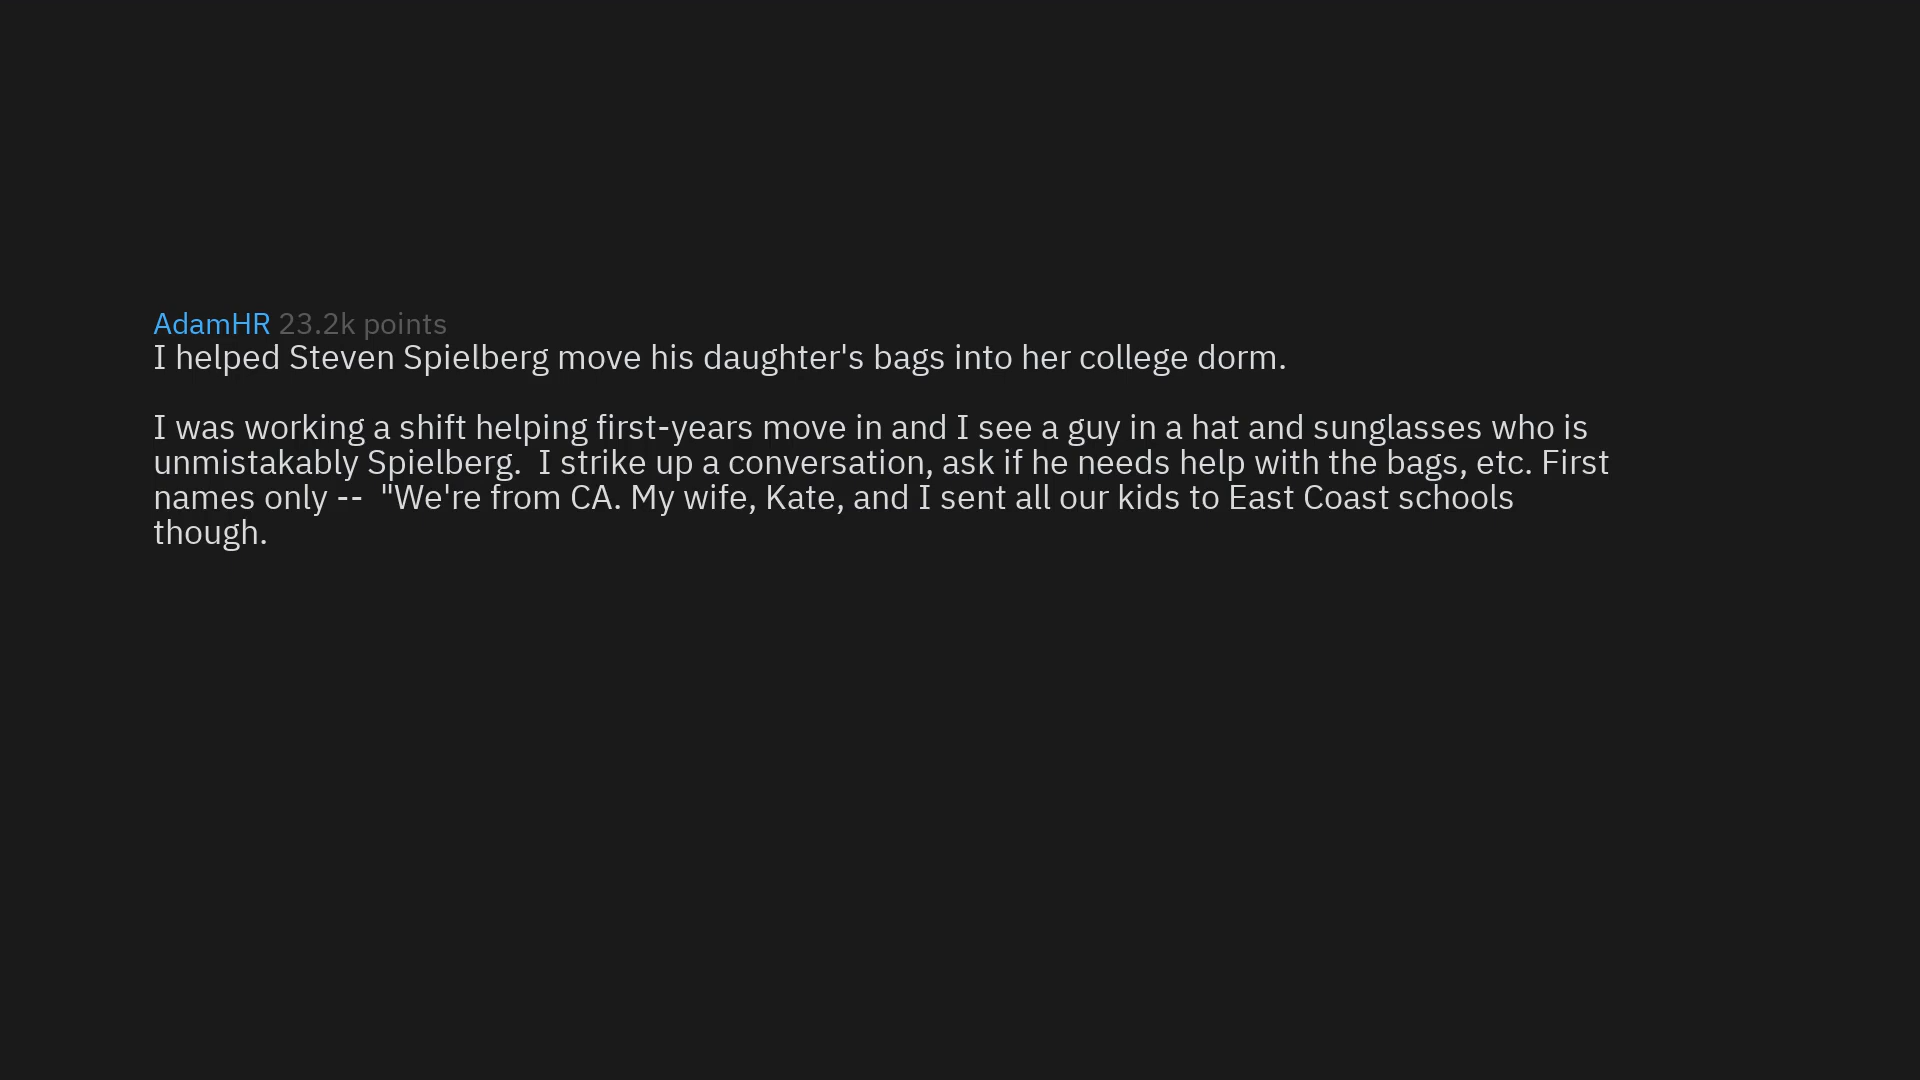 AdamHR 23.2k points
I helped Steven Spielberg move his daughter's bags into her college dorm.
I was working a shift helping first-years move in and I see a guy in a hat and sunglasses who is
unmistakably Spielberg.  I strike up a conversation, ask if he needs help with the bags, etc. First
names only --  "We're from CA. My wife, Kate, and I sent all our kids to East Coast schools
though.